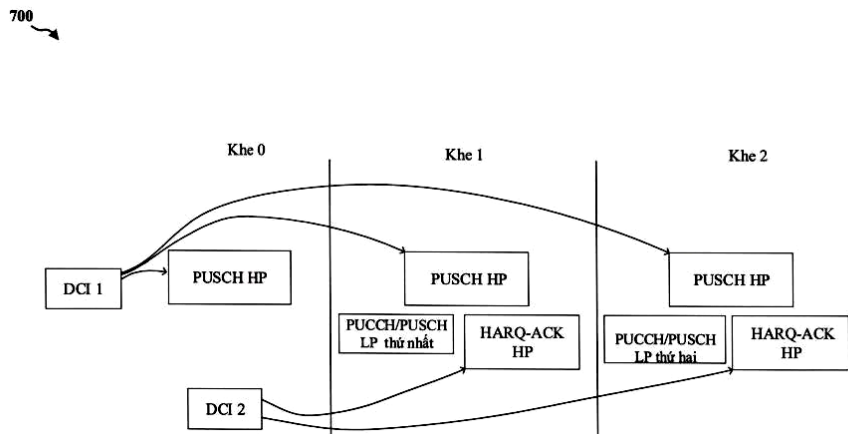 700
Khe 0
Khe 1
Khe 2
DCI 1
PUSCH HP
PUSCH HP
PUSCH HP
PUCCH/PUSCH
LP thứ nhất
HARQ-ACK
HP
PUCCH/PUSCH
LP thứ hai
HARQ-ACK
HP
DCI 2